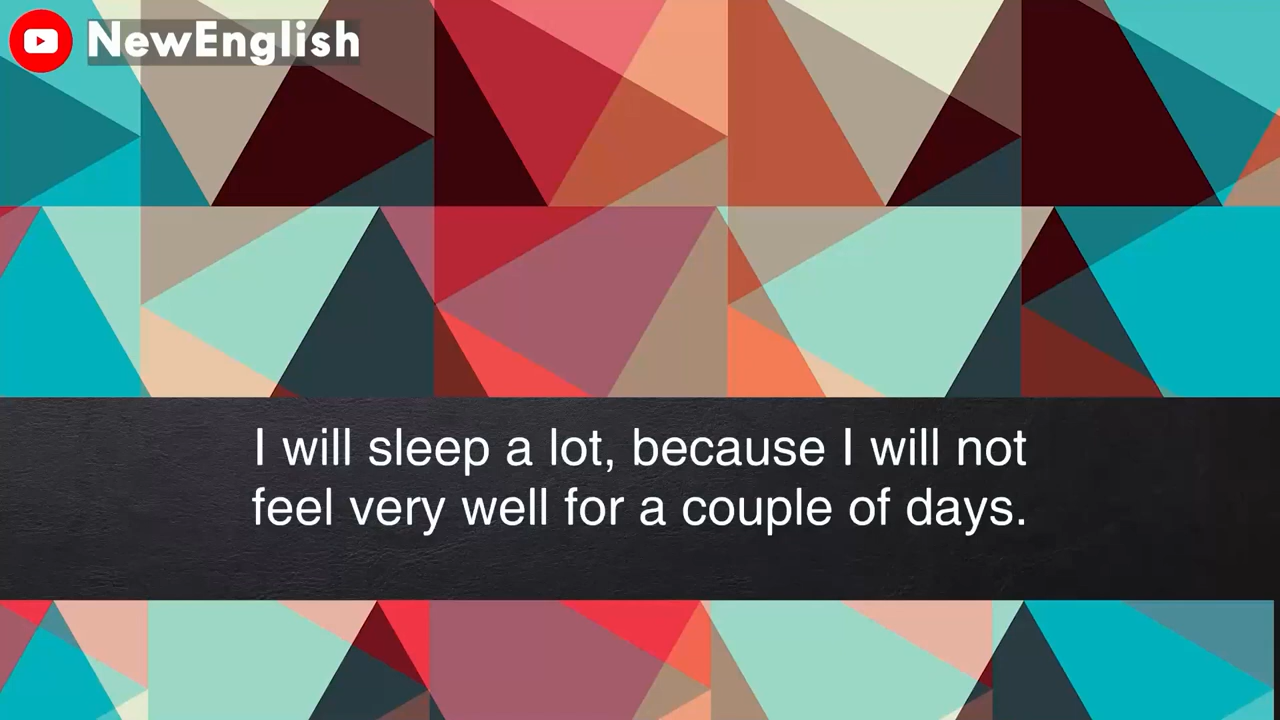 NewEnglish
I will sleep a lot, because I will not
feel very well for a couple of days.